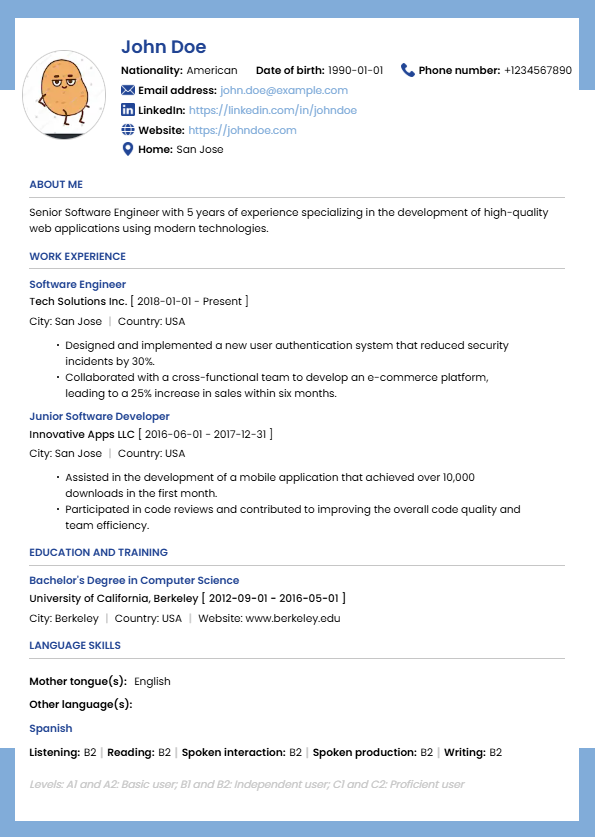 John Doe
Nationality: American Date of birth: 1990-01-01 Phone number: +1234567890
Email address: john.doe@example.com
LinkedIn: https://linkedin.com/in/johndoe
Website: https://johndoe.com
Home: San Jose
ABOUT ME
Senior Software Engineer with 5 years of experience specializing in the development of high-quality
web applications using modern technologies.
WORK EXPERIENCE
Software Engineer
Tech Solutions Inc. [ 2018-01-01 - Present ]
City: San Jose | Country: USA
• Designed and implemented a new user authentication system that reduced security
incidents by 30%.
• Collaborated with a cross-functional team to develop an e-commerce platform,
leading to a 25% increase in sales within six months.
Junior Software Developer
Innovative Apps LLC [ 2016-06-01 - 2017-12-31 ]
City: San Jose | Country: USA
• Assisted in the development of a mobile application that achieved over 10,000
downloads in the first month.
• Participated in code reviews and contributed to improving the overall code quality and
team efficiency.
EDUCATION AND TRAINING
Bachelor's Degree in Computer Science
University of California, Berkeley [ 2012-09-01 - 2016-05-01 ]
City: Berkeley | Country: USA | Website: www.berkeley.edu
LANGUAGE SKILLS
Mother tongue(s): English
Other language(s):
Spanish
Listening: B2 | Reading: B2 | Spoken interaction: B2 | Spoken production: B2 | Writing: B2
Levels: A1 and A2: Basic user; B1 and B2: Independent user; C1 and C2: Proficient user